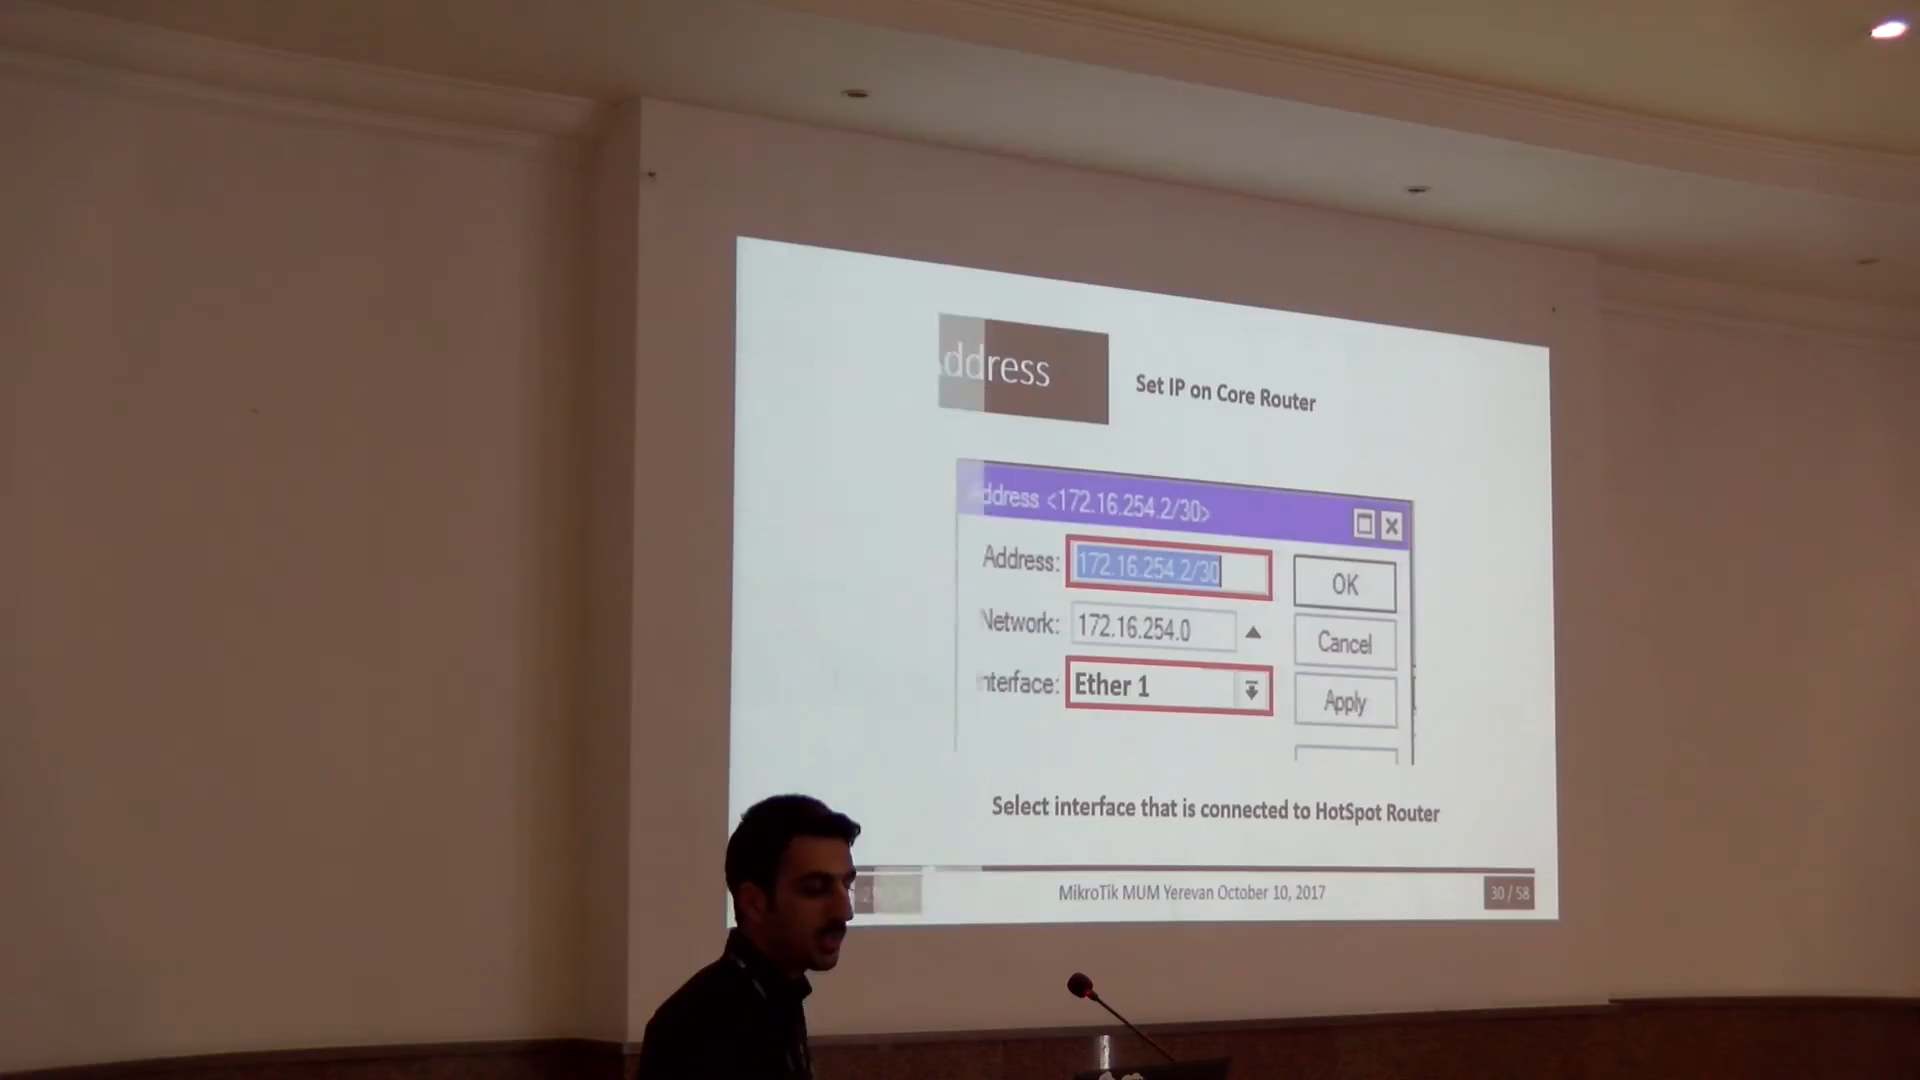 ddress
Set IP on Core Router
ddress <172.16.254.2/30>
Address: 172.16.254.2/30
OK
Network: 172.16.254.0
Cancel
nterface: Ether 1
Apply
Select interface that is connected to HotSpot Router
MikroTik MUM Yerevan October 10, 2017
30 / 58